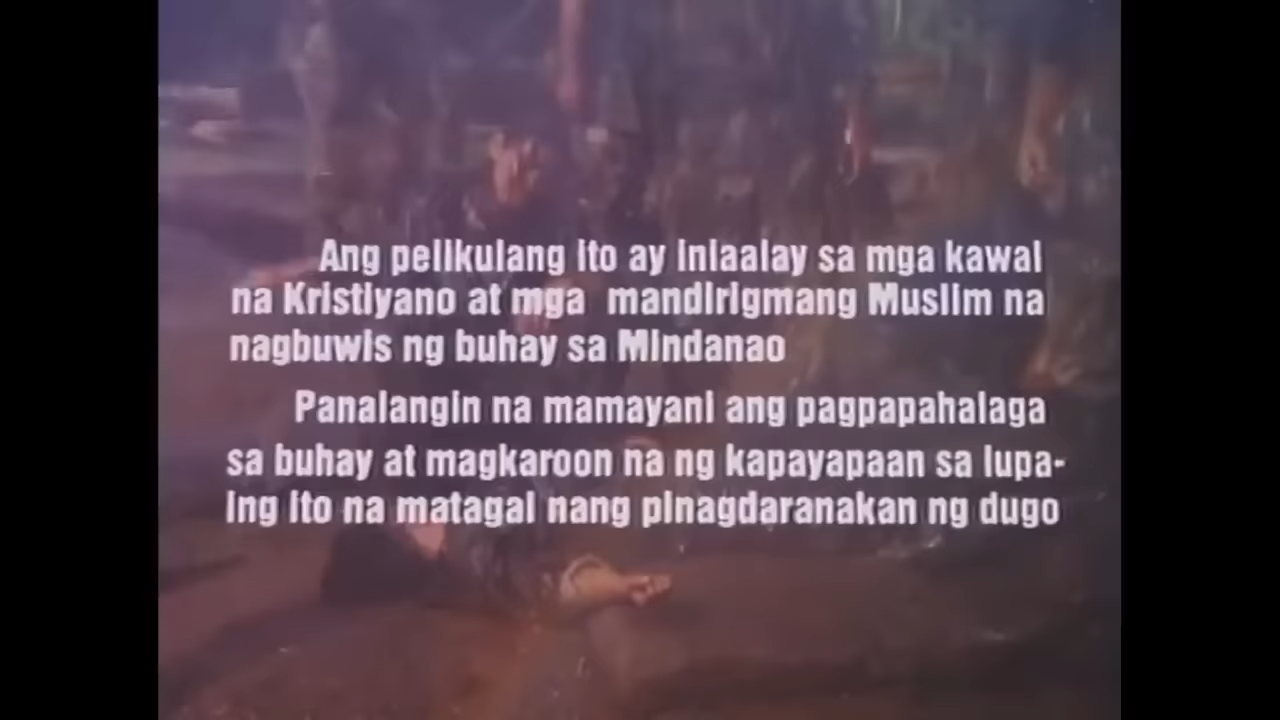 Ang pelikulang ito ay inlaalay sa mga kawal
na Kristiyano at mga mandirigmang Muslim na
nagbuwis ng buhay sa Mindanao
Panalangin na mamayani ang pagpapahalaga
sa buhay at magkaroon na ng kapayapaan sa lupa-
ing ito na matagal nang pinagdaranakan ng dugo